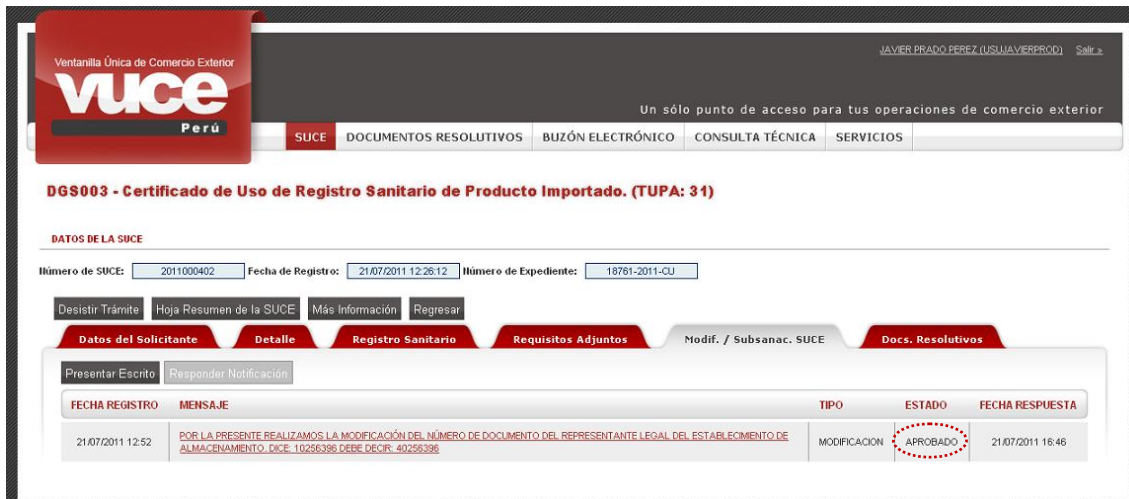 JAVIER PRADO PEREZ (USUJAVIERPROD) Salir »
Ventanilla Única de Comercio Exterior
vuce
Perú
Un sólo punto de acceso para tus operaciones de comercio exterior
SUCE DOCUMENTOS RESOLUTIVOS BUZÓN ELECTRÓNICO CONSULTA TÉCNICA SERVICIOS
DGS003 - Certificado de Uso de Registro Sanitario de Producto Importado. (TUPA: 31)
DATOS DE LA SUCE
Número de SUCE: 2011000402 Fecha de Registro: 21/07/2011 12:26:12 Número de Expediente: 18761-2011-CU
Desistir Trámite Hoja Resumen de la SUCE Más Información Regresar
Datos del Solicitante Detalle Registro Sanitario Requisitos Adjuntos Modif. / Subsanac. SUCE Docs. Resolutivos
Presentar Escrito Responder Notificación
FECHA REGISTRO MENSAJE TIPO ESTADO FECHA RESPUESTA
21/07/2011 12:52 POR LA PRESENTE REALIZAMOS LA MODIFICACIÓN DEL NÚMERO DE DOCUMENTO DEL REPRESENTANTE LEGAL DEL ESTABLECIMIENTO DE MODIFICACION APROBADO 21/07/2011 16:46
ALMACENAMIENTO. DICE: 10256396 DEBE DECIR: 40256396